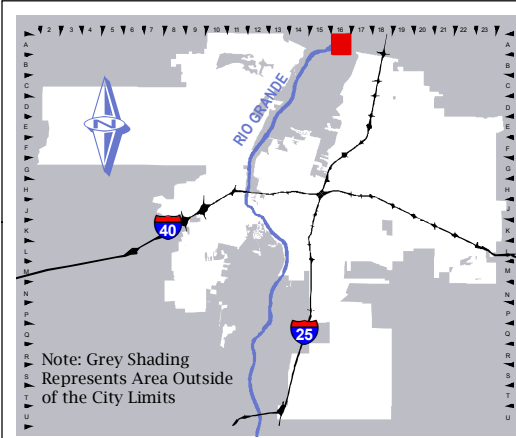 2 3 4 5 6 7 8 9 10 11 12 13 14 15 16 17 18 19 20 21 22 23
A A
B B
C C
D D
E E
F F
G G
H H
J J
K K
L L
M M
N N
P P
Q Q
R R
S S
T T
U U
N
RIO GRANDE
40
25
Note: Grey Shading
Represents Area Outside
of the City Limits